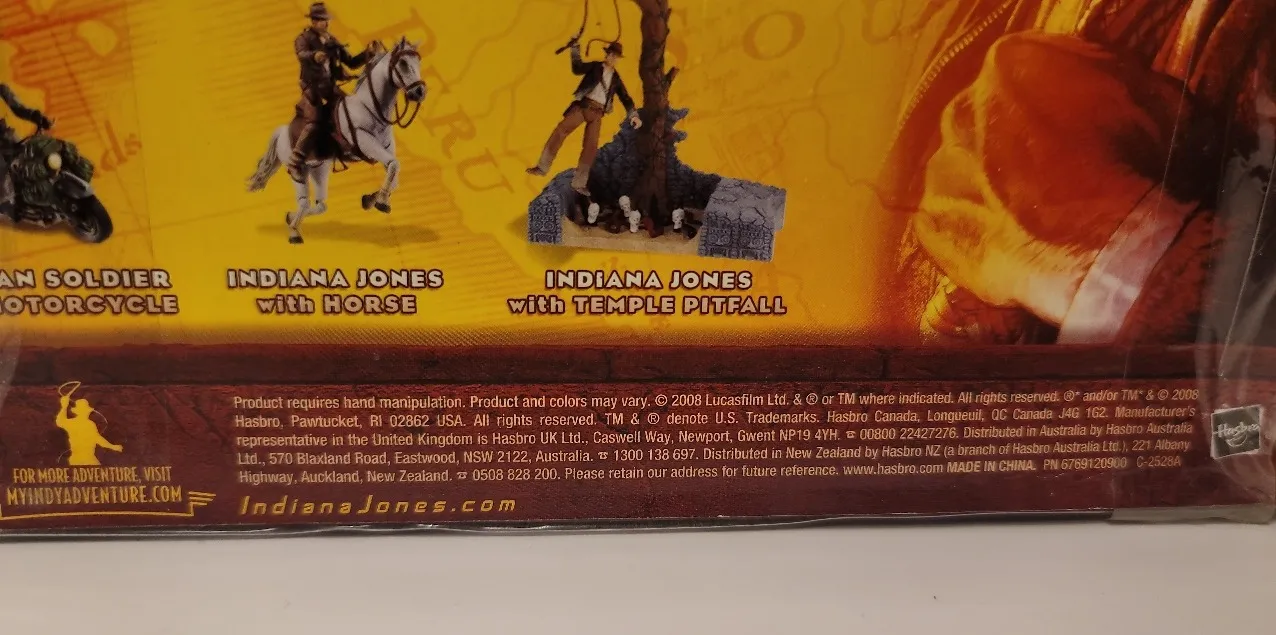 AN SOLDIER
OTORCYCLE
INDIANA JONES
with HORSE
INDIANA JONES
with TEMPLE PITFALL
FOR MORE ADVENTURE, VISIT
MYINDYADVENTURE.COM
Product requires hand manipulation. Product and colors may vary. © 2008 Lucasfilm Ltd. & ® or TM where indicated. All rights reserved. ®* and/or TM* & © 2008
Hasbro, Pawtucket, RI 02862 USA. All rights reserved. TM & ® denote U.S. Trademarks. Hasbro Canada, Longueuil, QC Canada J4G 1G2. Manufacturer's
representative in the United Kingdom is Hasbro UK Ltd., Caswell Way, Newport, Gwent NP19 4YH. ☎ 00800 22427276. Distributed in Australia by Hasbro Australia
Ltd., 570 Blaxland Road, Eastwood, NSW 2122, Australia. ☎ 1300 138 697. Distributed in New Zealand by Hasbro NZ (a branch of Hasbro Australia Ltd.), 221 Albany
Highway, Auckland, New Zealand. ☎ 0508 828 200. Please retain our address for future reference. www.hasbro.com MADE IN CHINA. PN 6769120900 C-2528A
IndianaJones.com
Hasbro